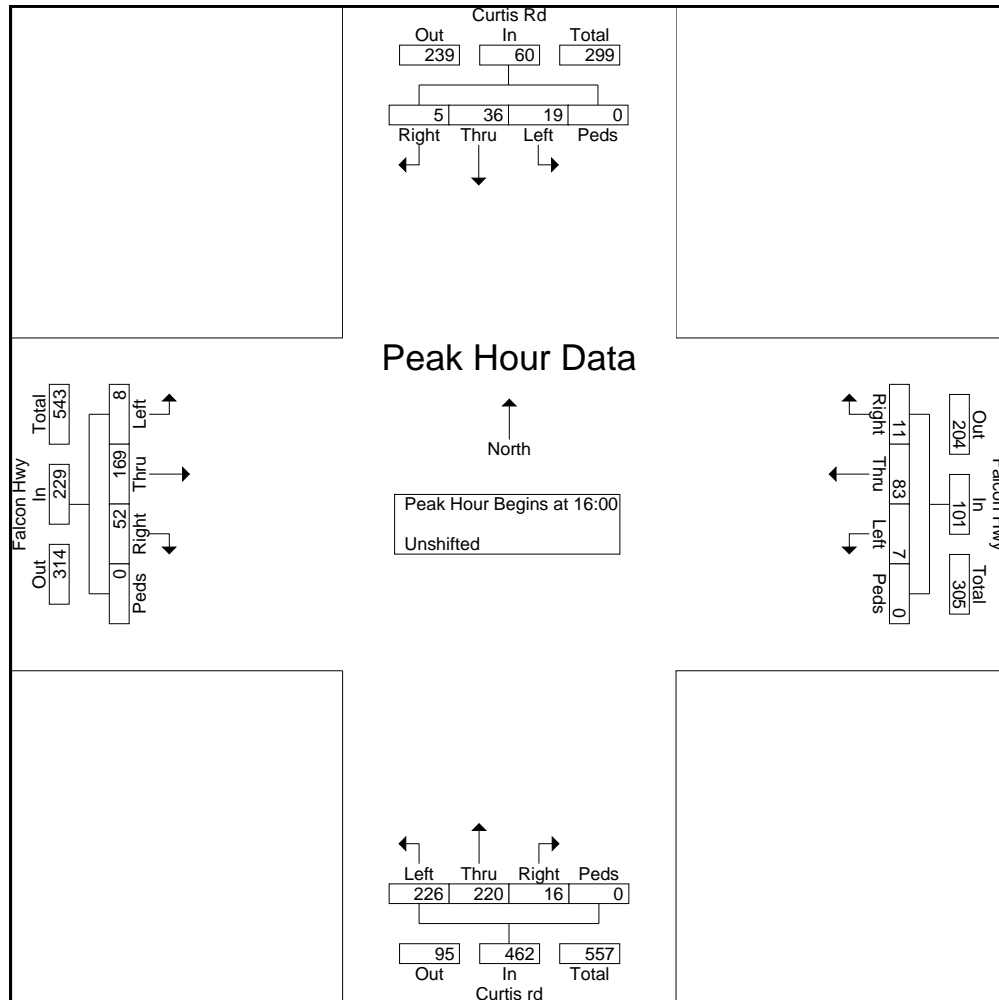 Curtis Rd
Out In Total
239 60 299
5 36 19 0
Right Thru Left Peds
Peak Hour Data
North
Peak Hour Begins at 16:00
Unshifted
Falcon Hwy
Total In Out
543 229 314
8 169 52 0
Left Thru Right Peds
Right Thru Left Peds
11 83 7 0
Out In Total
204 101 305
Falcon Hwy
Left Thru Right Peds
226 220 16 0
95 462 557
Out In Total
Curtis rd